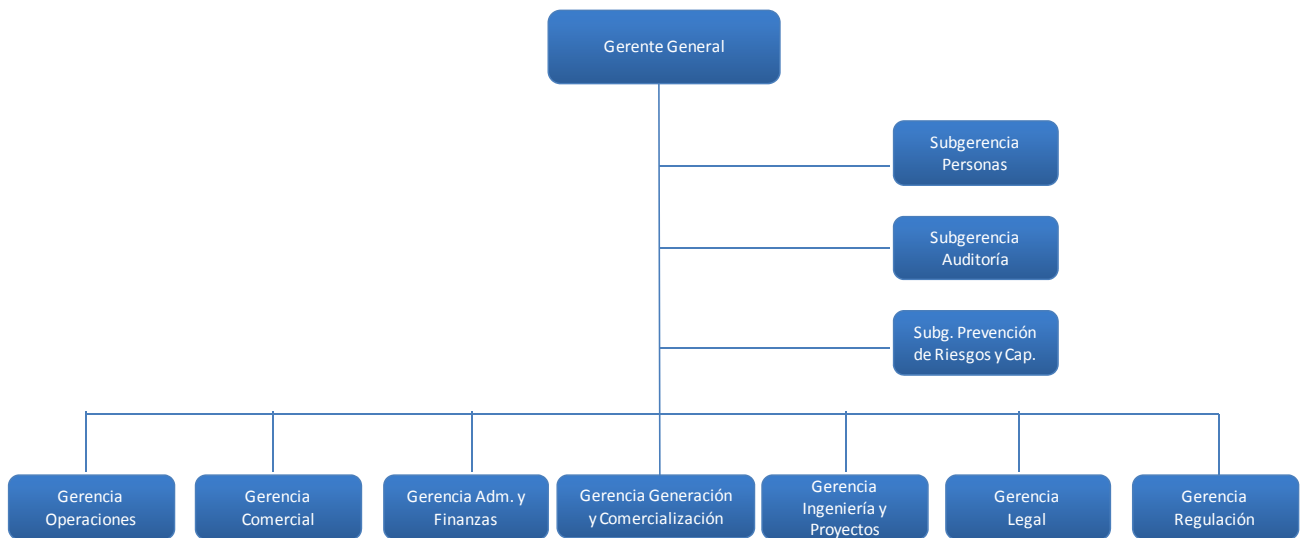 Gerente General
Subgerencia
Personas
Subgerencia
Auditoría
Subg. Prevención
de Riesgos y Cap.
Gerencia
Operaciones
Gerencia
Comercial
Gerencia Adm. y
Finanzas
Gerencia Generación
y Comercialización
Gerencia
Ingeniería y
Proyectos
Gerencia
Legal
Gerencia
Regulación